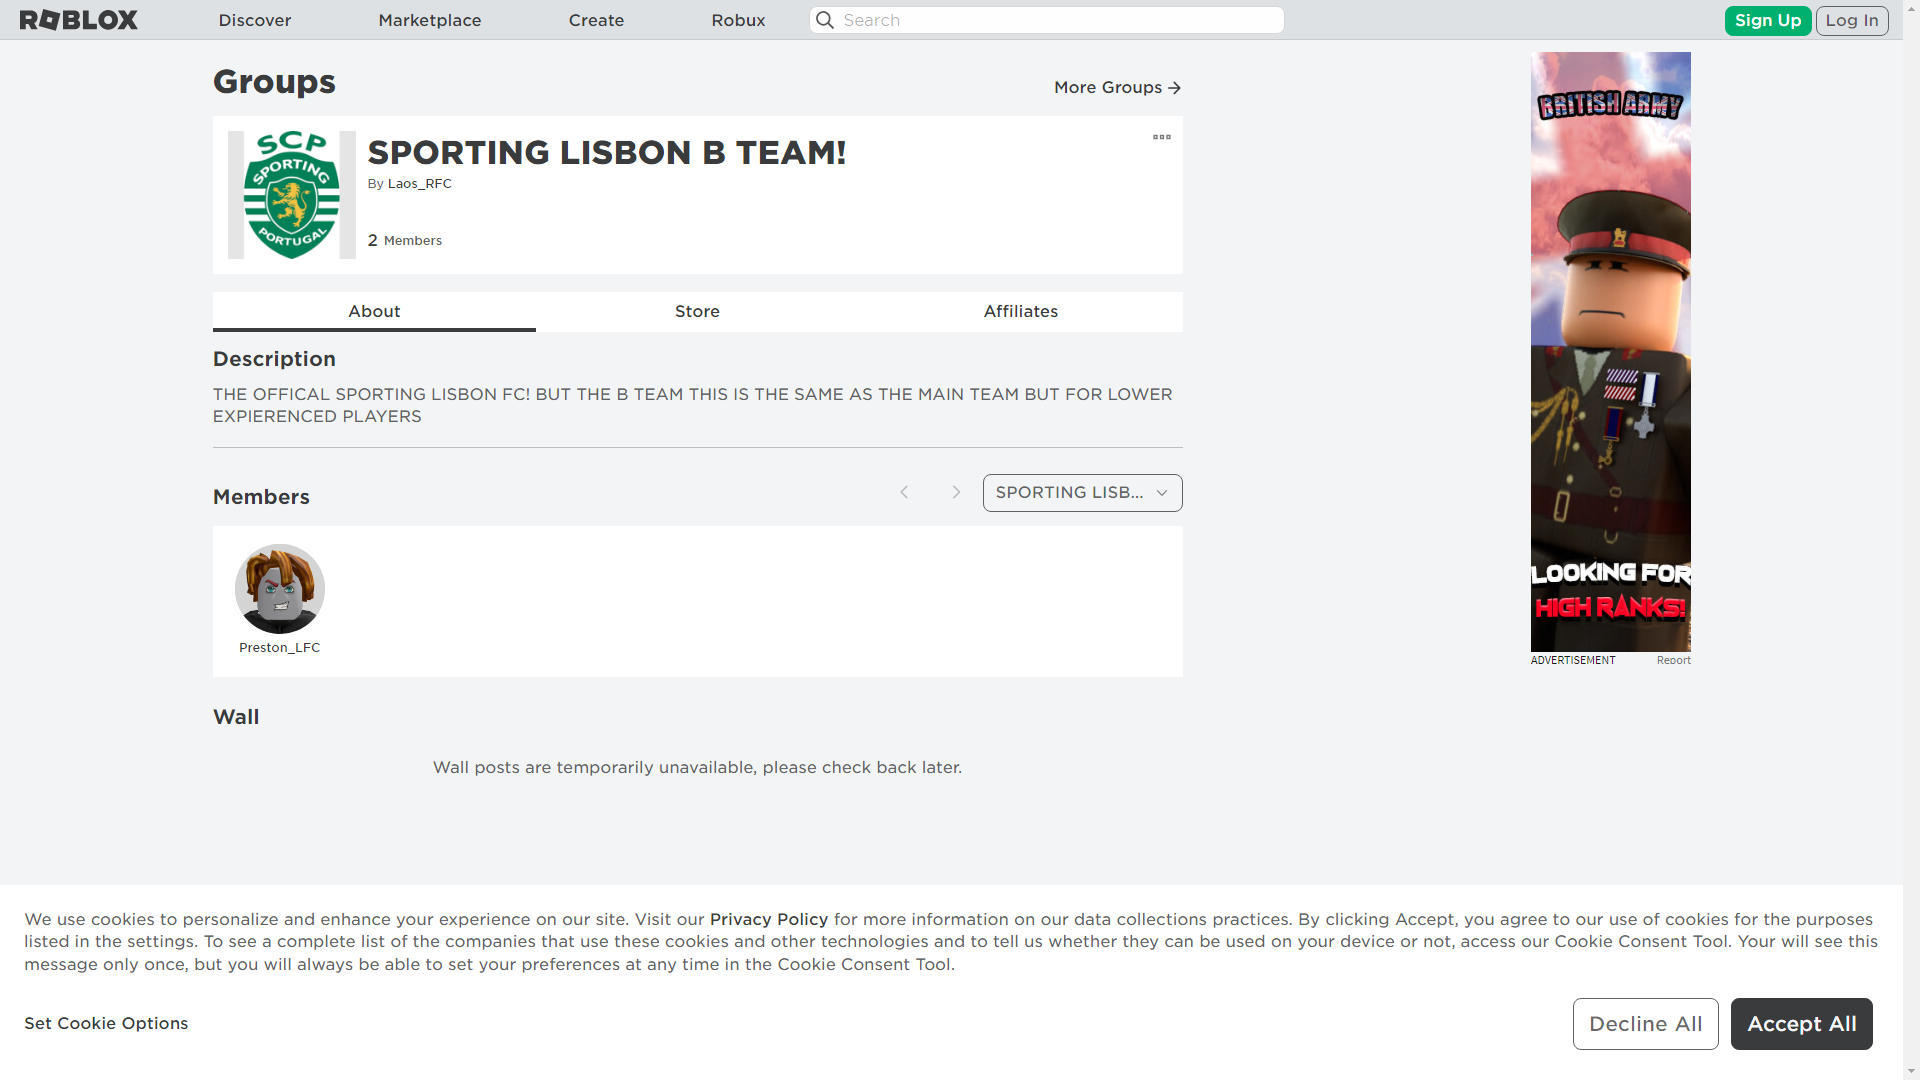 ROBLOX
Discover
Marketplace
Create
Robux
Search
Sign Up
Log In
Groups
More Groups
SCP
SPORTING
PORTUGAL
SPORTING LISBON B TEAM!
By Laos_RFC
2 Members
About
Store
Affiliates
Description
THE OFFICAL SPORTING LISBON FC! BUT THE B TEAM THIS IS THE SAME AS THE MAIN TEAM BUT FOR LOWER
EXPIERENCED PLAYERS
Members
SPORTING LISB...
Preston_LFC
Wall
Wall posts are temporarily unavailable, please check back later.
BRITISH ARMY
LOOKING FOR
HIGH RANKS!
ADVERTISEMENT
Report
We use cookies to personalize and enhance your experience on our site. Visit our Privacy Policy for more information on our data collections practices. By clicking Accept, you agree to our use of cookies for the purposes
listed in the settings. To see a complete list of the companies that use these cookies and other technologies and to tell us whether they can be used on your device or not, access our Cookie Consent Tool. Your will see this
message only once, but you will always be able to set your preferences at any time in the Cookie Consent Tool.
Set Cookie Options
Decline All
Accept All